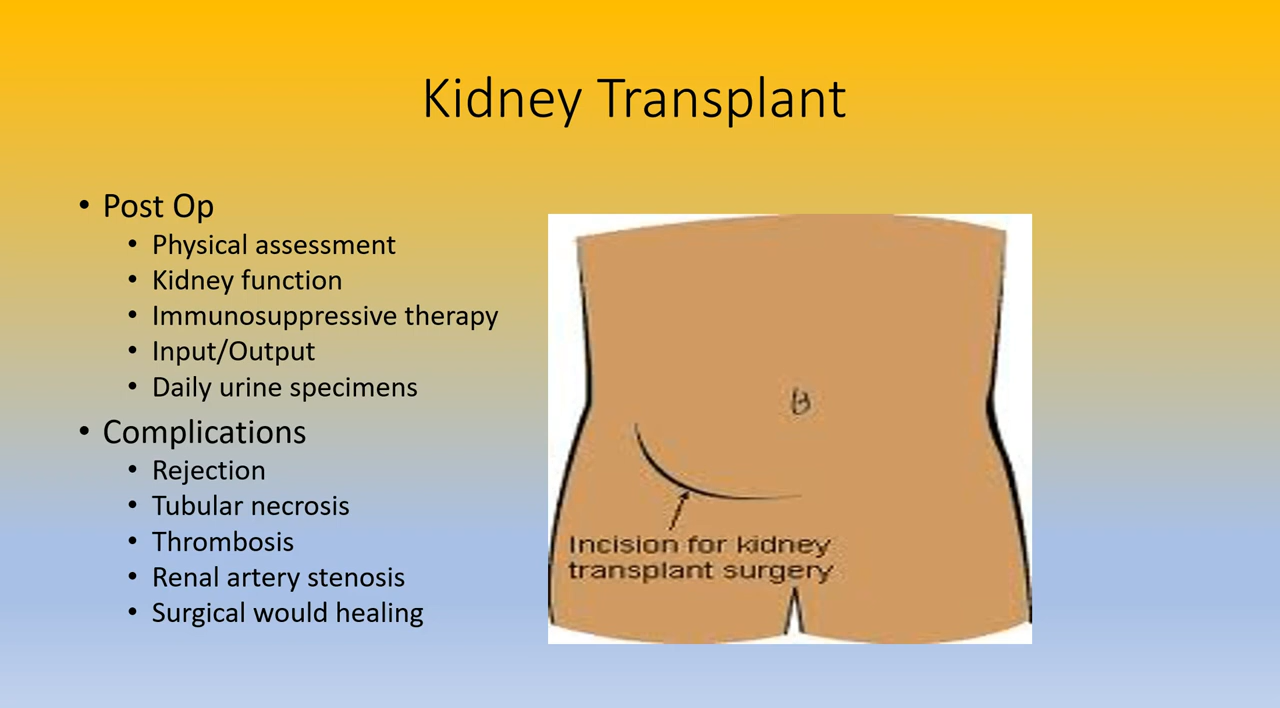 Kidney Transplant
• Post Op
• Physical assessment
• Kidney function
• Immunosuppressive therapy
• Input/Output
• Daily urine specimens
• Complications
• Rejection
• Tubular necrosis
• Thrombosis
• Renal artery stenosis
• Surgical would healing
Incision for kidney
transplant surgery